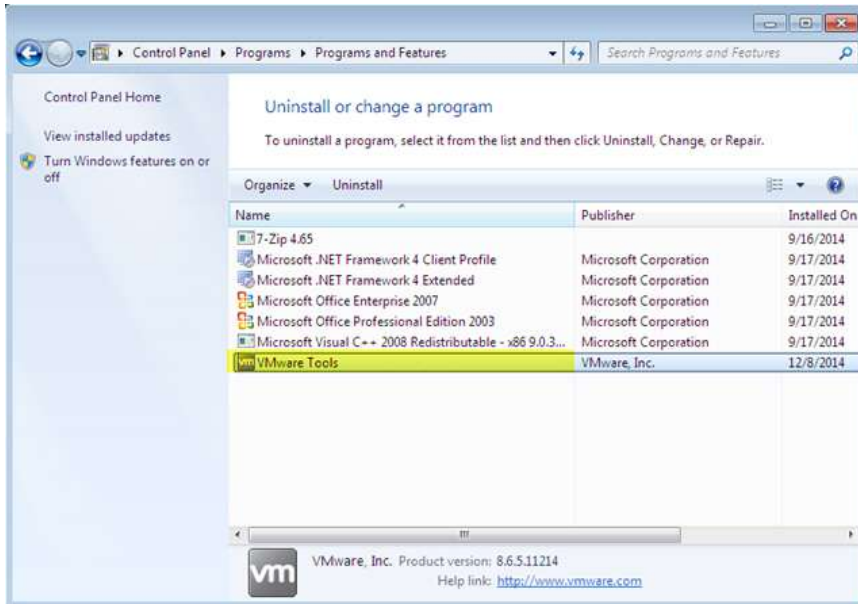 Control Panel Programs Programs and Features Search Programs and Features
Control Panel Home
View installed updates
Turn Windows features on or
off
Uninstall or change a program
To uninstall a program, select it from the list and then click Uninstall, Change, or Repair.
Organize Uninstall
Name Publisher Installed On
7-Zip 4.65 9/16/2014
Microsoft .NET Framework 4 Client Profile Microsoft Corporation 9/17/2014
Microsoft .NET Framework 4 Extended Microsoft Corporation 9/17/2014
Microsoft Office Enterprise 2007 Microsoft Corporation 9/17/2014
Microsoft Office Professional Edition 2003 Microsoft Corporation 9/17/2014
Microsoft Visual C++ 2008 Redistributable - x86 9.0.3... Microsoft Corporation 9/17/2014
vm VMware Tools VMware, Inc. 12/8/2014
vm
VMware, Inc. Product version: 8.6.5.11214
Help link: http://www.vmware.com